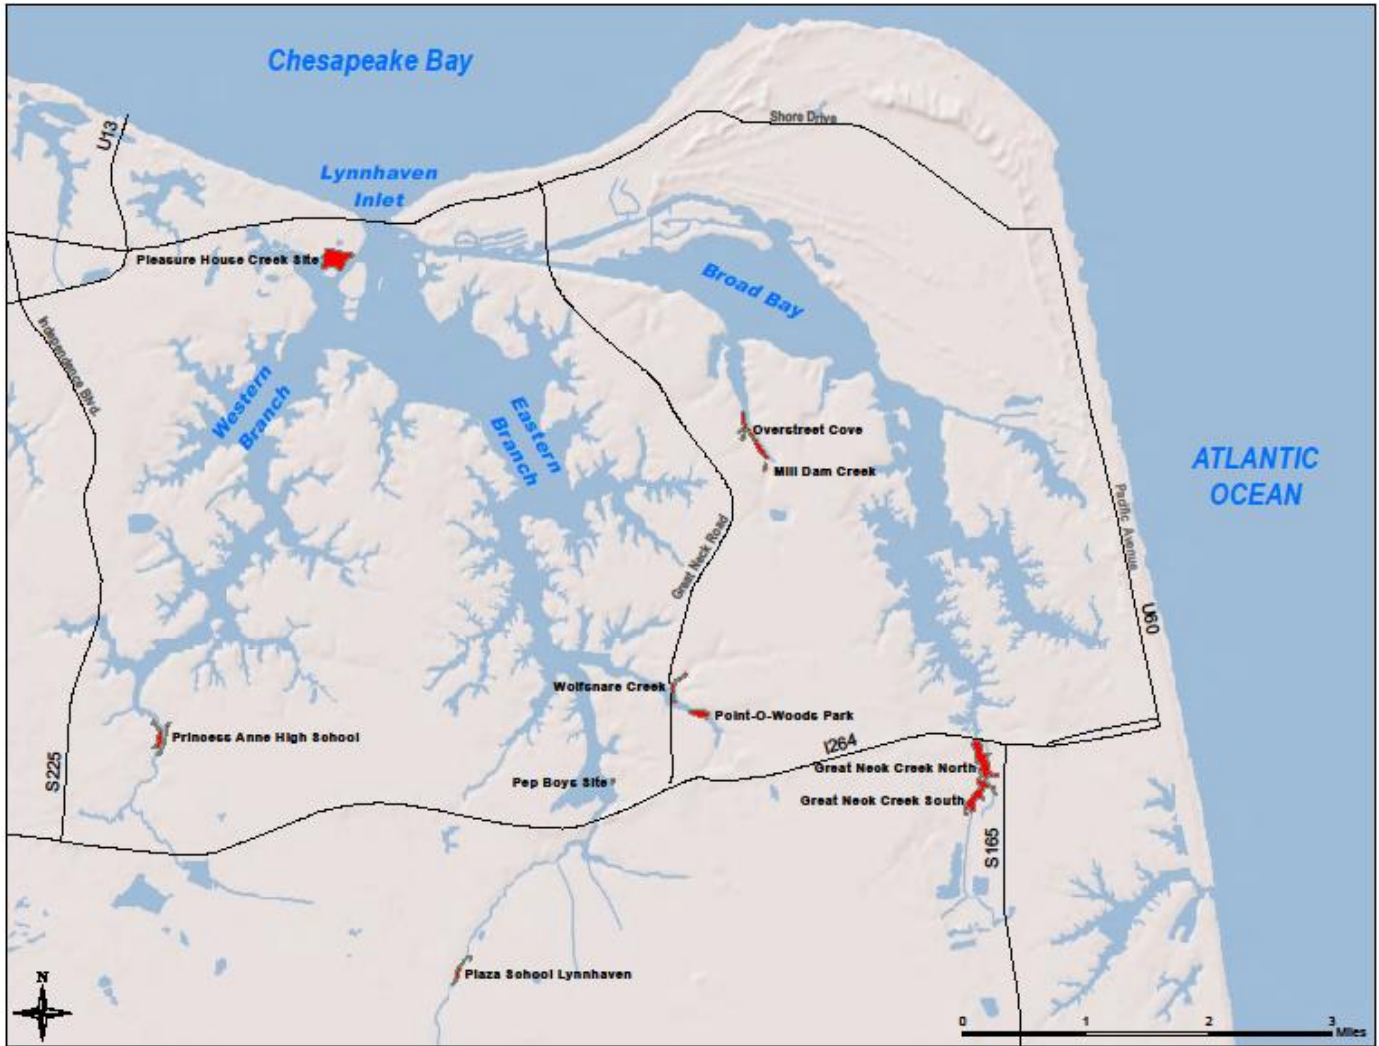 Chesapeake Bay
Shore Drive
U13
Lynnhaven
Inlet
Pleasure House Creek Site
Broad Bay
Independence Blvd.
Western
Branch
Eastern
Branch
Overstreet Cove
Mill Dam Creek
ATLANTIC
OCEAN
Pacific Avenue
Great Neck Road
U60
Wolfsnare Creek
Point-O-Woods Park
Princess Anne High School
I264
S225
Pep Boys Site
Great Neck Creek North
Great Neck Creek South
S165
Plaza School Lynnhaven
N
0 1 2 3
Miles